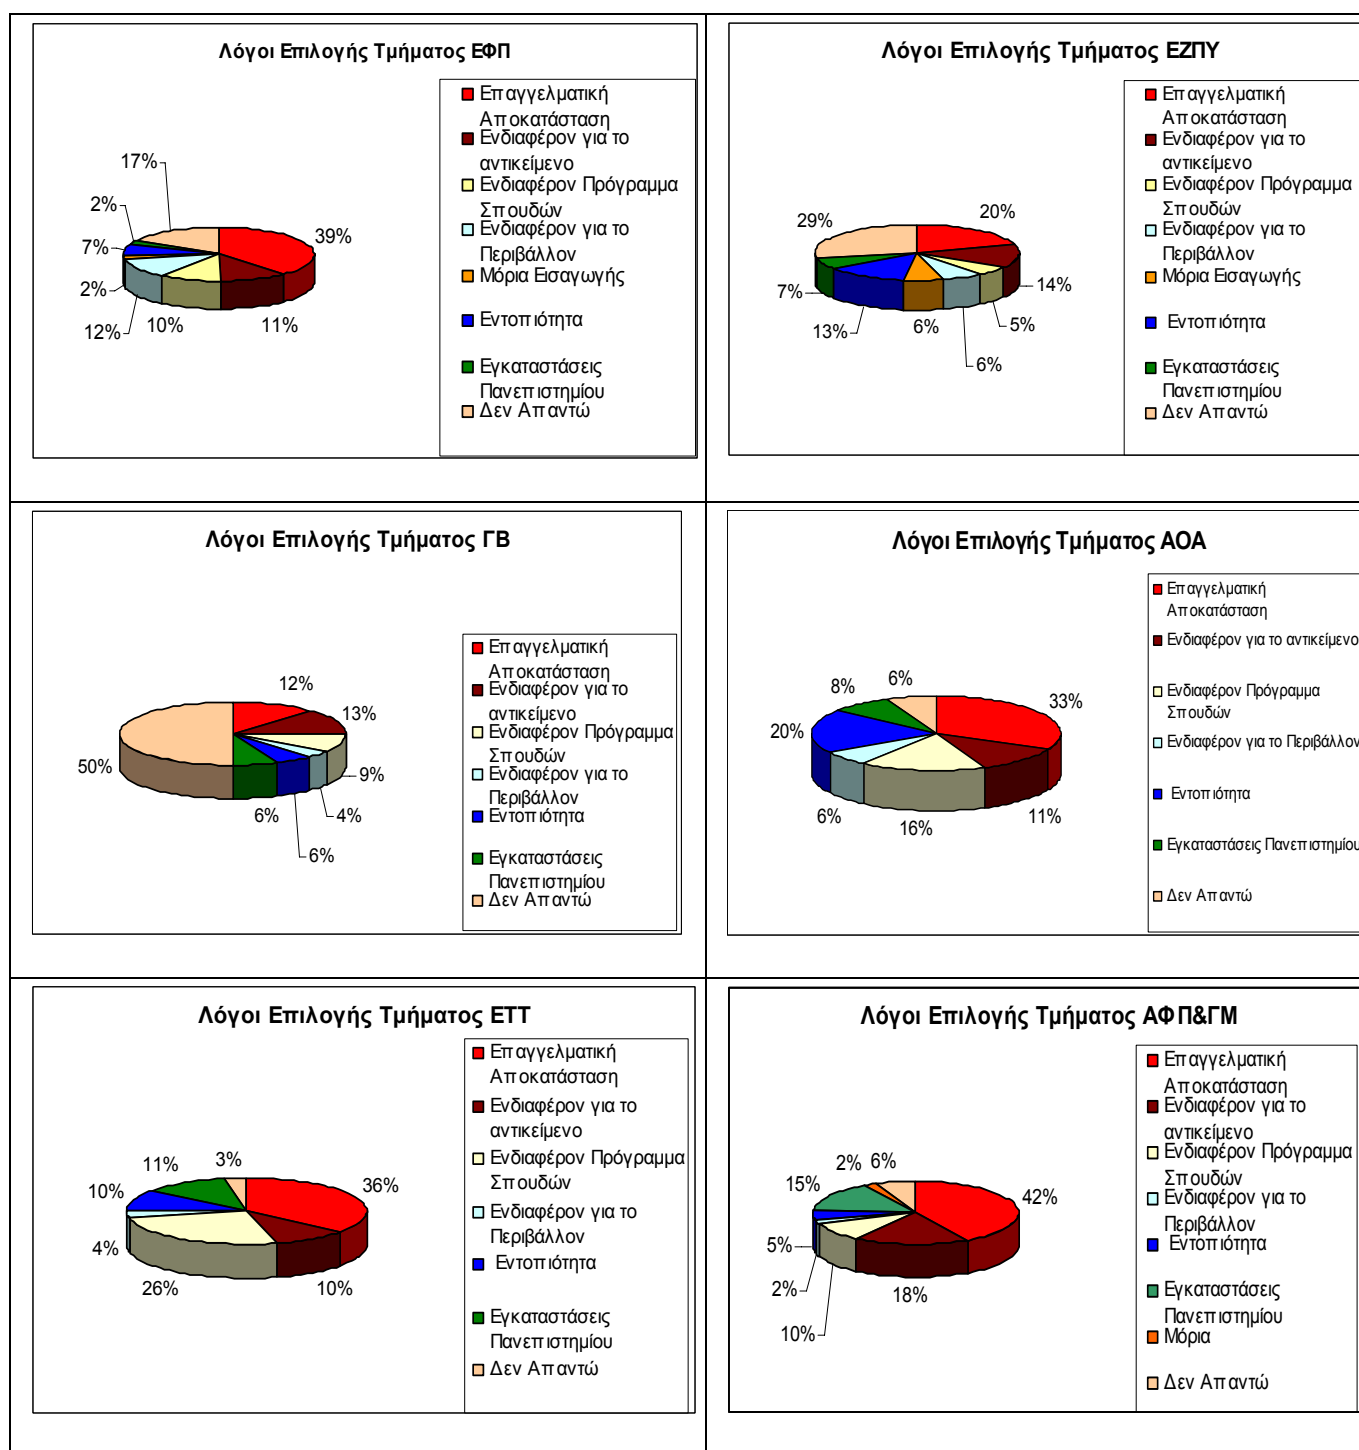 Λόγοι Επιλογής Τμήματος ΕΦΠ
Επαγγελματική
Αποκατάσταση
Ενδιαφέρον για το
αντικείμενο
Ενδιαφέρον Πρόγραμμα
Σπουδών
Ενδιαφέρον για το
Περιβάλλον
Μόρια Εισαγωγής
Εντοπιότητα
Εγκαταστάσεις
Πανεπιστημίου
Δεν Απαντώ
17%
2%
7%
2%
12%
10%
11%
39%
Λόγοι Επιλογής Τμήματος ΕΖΠΥ
Επαγγελματική
Αποκατάσταση
Ενδιαφέρον για το
αντικείμενο
Ενδιαφέρον Πρόγραμμα
Σπουδών
Ενδιαφέρον για το
Περιβάλλον
Μόρια Εισαγωγής
Εντοπιότητα
Εγκαταστάσεις
Πανεπιστημίου
Δεν Απαντώ
29%
20%
14%
5%
6%
6%
13%
7%
Λόγοι Επιλογής Τμήματος ΓΒ
Επαγγελματική
Αποκατάσταση
Ενδιαφέρον για το
αντικείμενο
Ενδιαφέρον Πρόγραμμα
Σπουδών
Ενδιαφέρον για το
Περιβάλλον
Εντοπιότητα
Εγκαταστάσεις
Πανεπιστημίου
Δεν Απαντώ
12%
13%
9%
4%
6%
6%
50%
Λόγοι Επιλογής Τμήματος ΑΟΑ
Επαγγελματική
Αποκατάσταση
Ενδιαφέρον για το αντικείμενο
Ενδιαφέρον Πρόγραμμα
Σπουδών
Ενδιαφέρον για το Περιβάλλον
Εντοπιότητα
Εγκαταστάσεις Πανεπιστημίου
Δεν Απαντώ
8%
6%
33%
20%
6%
16%
11%
Λόγοι Επιλογής Τμήματος ΕΤΤ
Επαγγελματική
Αποκατάσταση
Ενδιαφέρον για το
αντικείμενο
Ενδιαφέρον Πρόγραμμα
Σπουδών
Ενδιαφέρον για το
Περιβάλλον
Εντοπιότητα
Εγκαταστάσεις
Πανεπιστημίου
Δεν Απαντώ
11%
3%
36%
10%
4%
26%
10%
Λόγοι Επιλογής Τμήματος ΑΦΠ&ΓΜ
Επαγγελματική
Αποκατάσταση
Ενδιαφέρον για το
αντικείμενο
Ενδιαφέρον Πρόγραμμα
Σπουδών
Ενδιαφέρον για το
Περιβάλλον
Εντοπιότητα
Εγκαταστάσεις
Πανεπιστημίου
Μόρια
Δεν Απαντώ
2%
6%
15%
42%
5%
2%
10%
18%